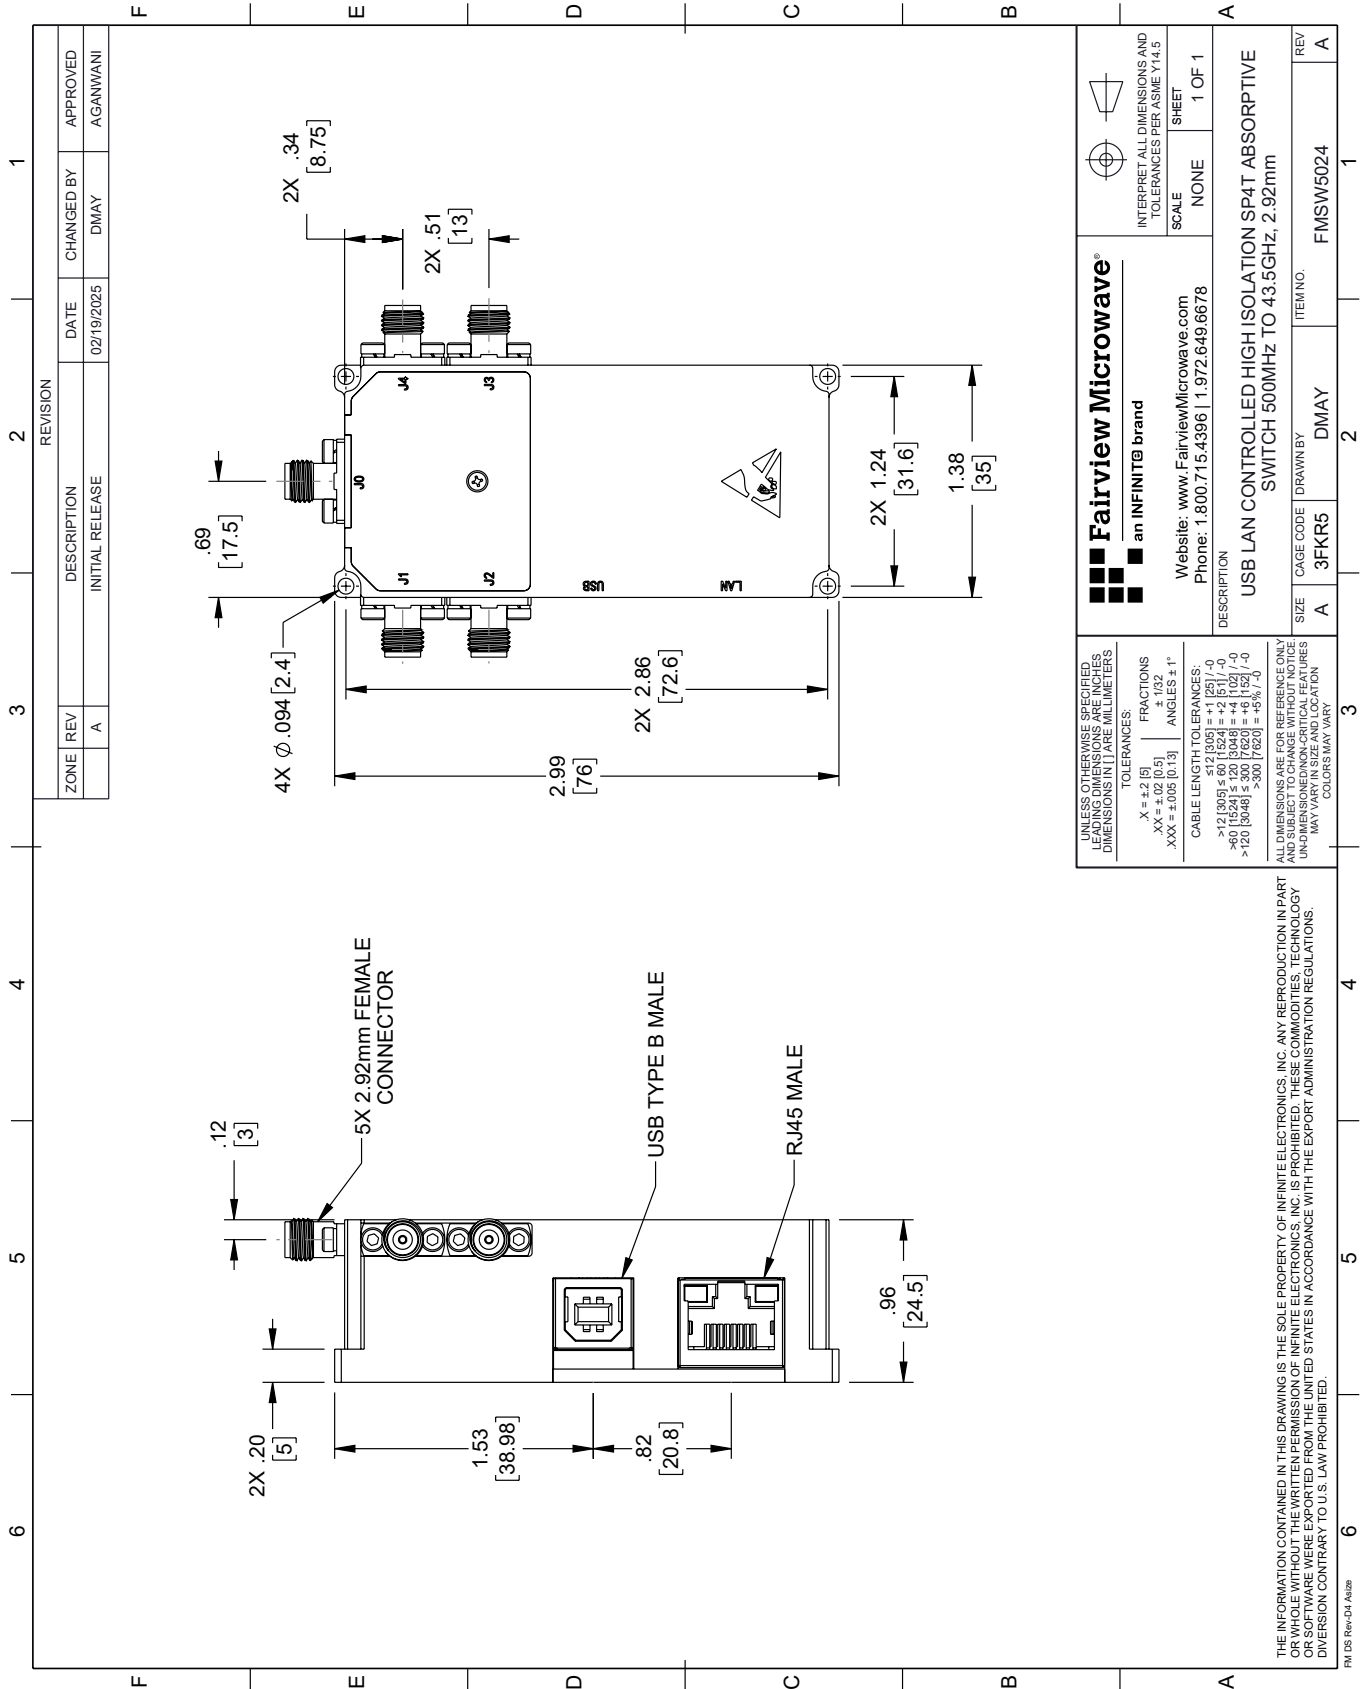 6
5
4
3
2
1
F
E
D
C
B
A
REVISION
ZONE
REV
DESCRIPTION
DATE
CHANGED BY
APPROVED
A
INITIAL RELEASE
02/19/2025
DMAY
AGANWANI
2X .20
[5]
.12
[3]
5X 2.92mm FEMALE
CONNECTOR
1.53
[38.98]
.82
[20.8]
USB TYPE B MALE
RJ45 MALE
.96
[24.5]
4X ∅.094 [2.4]
.69
[17.5]
2X .34
[8.75]
2X .51
[13]
2.99
[76]
2X 2.86
[72.6]
J0
J1
J2
J3
J4
USB
LAN
2X 1.24
[31.6]
1.38
[35]
THE INFORMATION CONTAINED IN THIS DRAWING IS THE SOLE PROPERTY OF INFINITE ELECTRONICS, INC. ANY REPRODUCTION IN PART
OR WHOLE WITHOUT THE WRITTEN PERMISSION OF INFINITE ELECTRONICS, INC. IS PROHIBITED. THESE COMMODITIES, TECHNOLOGY
OR SOFTWARE WERE EXPORTED FROM THE UNITED STATES IN ACCORDANCE WITH THE EXPORT ADMINISTRATION REGULATIONS.
DIVERSION CONTRARY TO U.S. LAW PROHIBITED.
UNLESS OTHERWISE SPECIFIED
LEADING DIMENSIONS ARE INCHES
DIMENSIONS IN [ ] ARE MILLIMETERS
TOLERANCES:
.X = ±.2 [5]
.XX = ±.02 [0.5]
.XXX = ±.005 [0.13]
FRACTIONS
± 1/32
ANGLES ± 1°
CABLE LENGTH TOLERANCES:
≤12 [305] = +1 [25] / -0
>12 [305] ≤ 60 [1524] = +2 [51] / -0
>60 [1524] ≤ 120 [3048] = +4 [102] / -0
>120 [3048] ≤ 300 [7620] = +6 [152] / -0
>300 [7620] = +5% / -0
ALL DIMENSIONS ARE FOR REFERENCE ONLY
AND SUBJECT TO CHANGE WITHOUT NOTICE.
UN-DIMENSIONED/NON-CRITICAL FEATURES
MAY VARY IN SIZE AND LOCATION
COLORS MAY VARY
Fairview Microwave®
an INFINIT@ brand
Website: www.FairviewMicrowave.com
Phone: 1.800.715.4396 | 1.972.649.6678
INTERPRET ALL DIMENSIONS AND
TOLERANCES PER ASME Y14.5
SCALE
NONE
SHEET
1 OF 1
DESCRIPTION
USB LAN CONTROLLED HIGH ISOLATION SP4T ABSORPTIVE
SWITCH 500MHz TO 43.5GHz, 2.92mm
SIZE
A
CAGE CODE
3FKR5
DRAWN BY
DMAY
ITEM NO.
FMSW5024
REV
A
F
E
D
C
B
A
6
5
4
3
2
1
FM DS Rev-D4 Asize